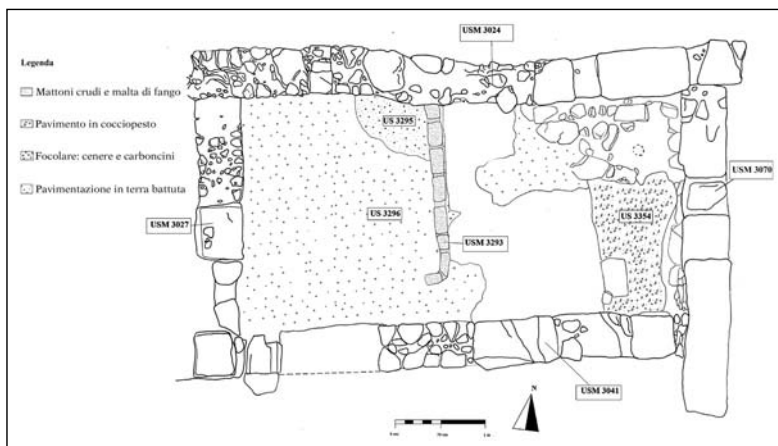 USM 3024
Legenda
Mattoni crudi e malta di fango
Pavimento in cocciopesto
Focolare: cenere e carboncini
Pavimentazione in terra battuta
US 3295
USM 3070
USM 3027
US 3296
US 3354
USM 3293
USM 3041
N